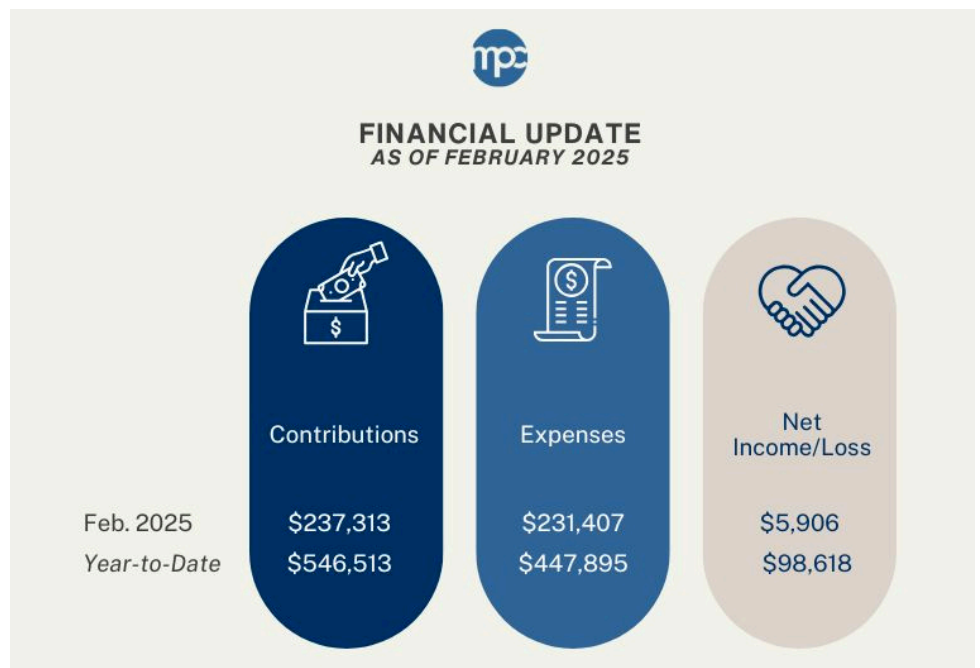 mpc
FINANCIAL UPDATE
AS OF FEBRUARY 2025
$
$
Contributions
Expenses
Net
Income/Loss
Feb. 2025 $237,313 $231,407 $5,906
Year-to-Date $546,513 $447,895 $98,618